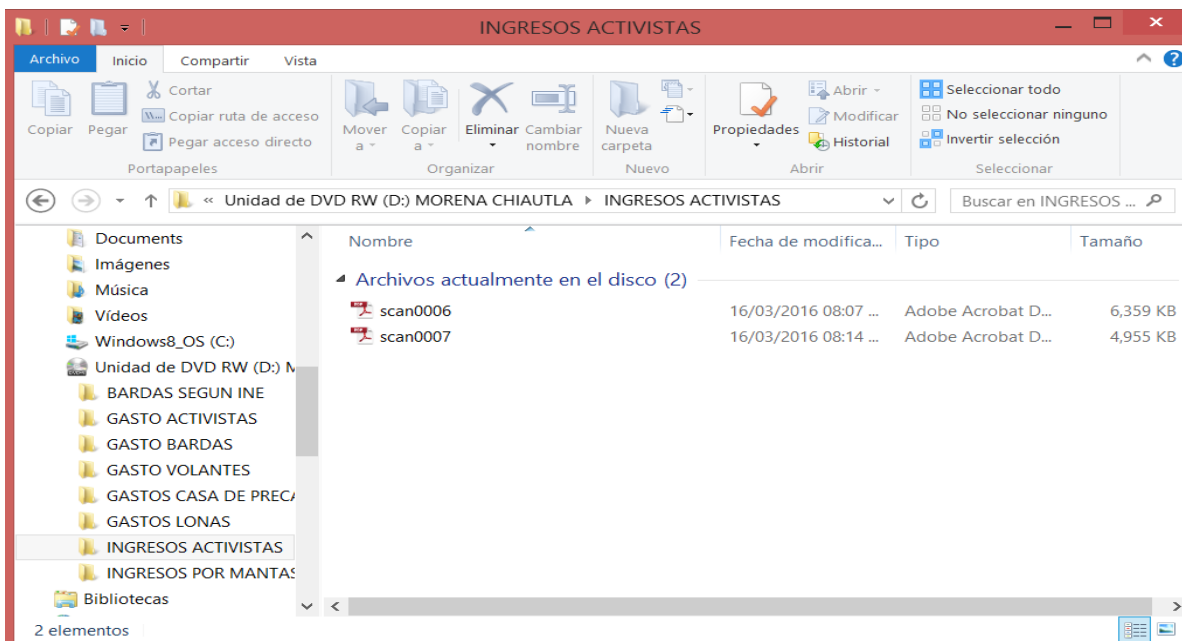 INGRESOS ACTIVISTAS
Archivo Inicio Compartir Vista
Copiar
Pegar
Cortar
Copiar ruta de acceso
Pegar acceso directo
Portapapeles
Mover a
Copiar a
Eliminar
Cambiar nombre
Organizar
Nueva carpeta
Nuevo
Propiedades
Abrir
Modificar
Historial
Abrir
Seleccionar todo
No seleccionar ninguno
Invertir selección
Seleccionar
« Unidad de DVD RW (D:) MORENA CHIAUTLA INGRESOS ACTIVISTAS
Buscar en INGRESOS ...
Documents
Imágenes
Música
Vídeos
Windows8_OS (C:)
Unidad de DVD RW (D:) M
BARDAS SEGUN INE
GASTO ACTIVISTAS
GASTO BARDAS
GASTO VOLANTES
GASTOS CASA DE PRECA
GASTOS LONAS
INGRESOS ACTIVISTAS
INGRESOS POR MANTAS
Bibliotecas
Nombre Fecha de modifica... Tipo Tamaño
Archivos actualmente en el disco (2)
scan0006 16/03/2016 08:07 ... Adobe Acrobat D... 6,359 KB
scan0007 16/03/2016 08:14 ... Adobe Acrobat D... 4,955 KB
2 elementos